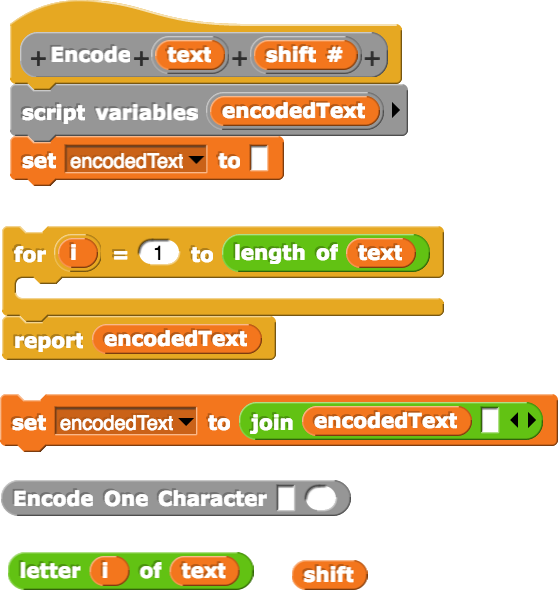 + Encode + text + shift # +
script variables encodedText
set encodedText to
for i = 1 to length of text
report encodedText
set encodedText to join encodedText
Encode One Character
letter i of text shift